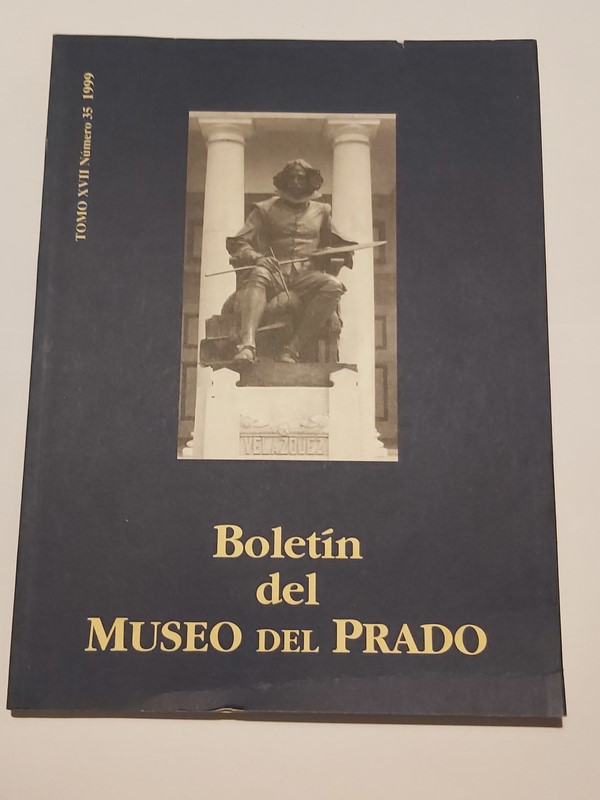 TOMO XVII Número 35 1999
VELAZQUEZ
Boletín
del
MUSEO DEL PRADO